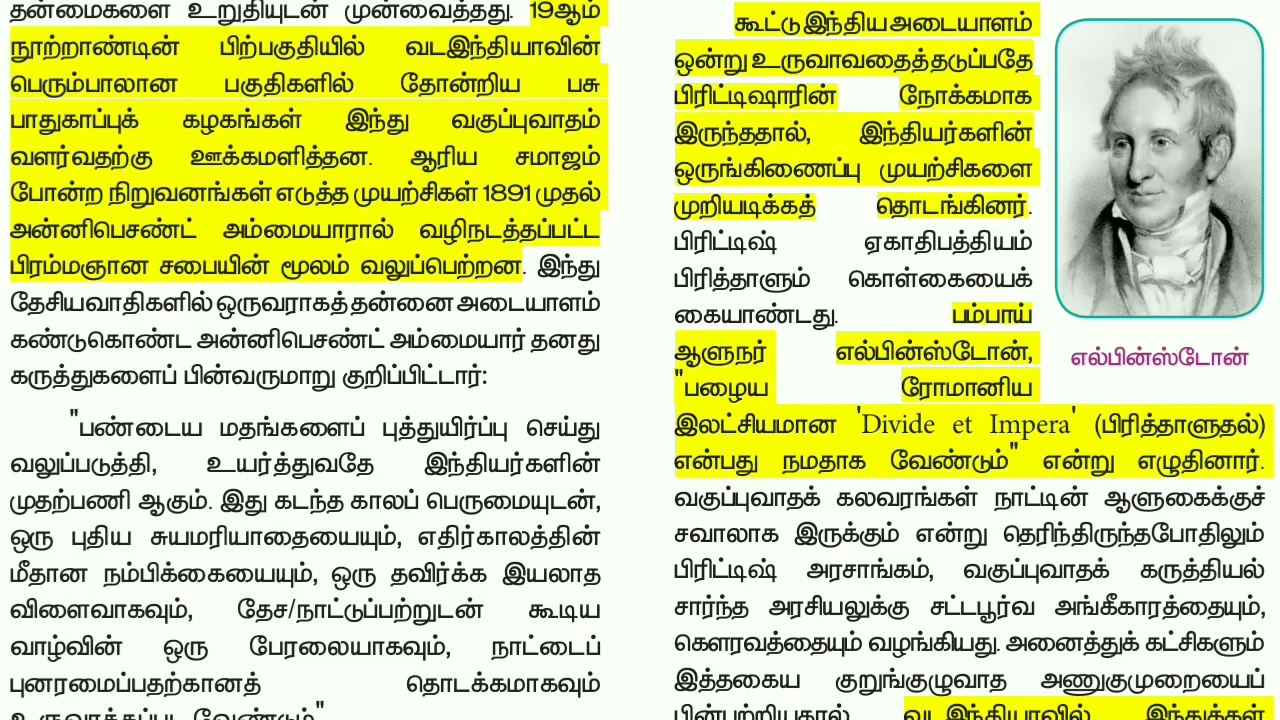 தன்மைகளை உறுதியுடன் முன்வைத்தது. 19ஆம்
நூற்றாண்டின் பிற்பகுதியில் வடஇந்தியாவின்
பெரும்பாலான பகுதிகளில் தோன்றிய பசு
பாதுகாப்புக் கழகங்கள் இந்து வகுப்புவாதம்
வளர்வதற்கு ஊக்கமளித்தன. ஆரிய சமாஜம்
போன்ற நிறுவனங்கள் எடுத்த முயற்சிகள் 1891 முதல்
அன்னிபெசண்ட் அம்மையாரால் வழிநடத்தப்பட்ட
பிரம்மஞான சபையின் மூலம் வலுப்பெற்றன. இந்து
தேசியவாதிகளில் ஒருவராகத் தன்னை அடையாளம்
கண்டுகொண்ட அன்னிபெசண்ட் அம்மையார் தனது
கருத்துகளைப் பின்வருமாறு குறிப்பிட்டார்:
"பண்டைய மதங்களைப் புத்துயிர்ப்பு செய்து
வலுப்படுத்தி, உயர்த்துவதே இந்தியர்களின்
முதற்பணி ஆகும். இது கடந்த காலப் பெருமையுடன்,
ஒரு புதிய சுயமரியாதையையும், எதிர்காலத்தின்
மீதான நம்பிக்கையையும், ஒரு தவிர்க்க இயலாத
விளைவாகவும், தேச/நாட்டுப்பற்றுடன் கூடிய
வாழ்வின் ஒரு பேரலையாகவும், நாட்டைப்
புனரமைப்பதற்கானத் தொடக்கமாகவும்
உருவாக்கப்பட வேண்டும்"
கூட்டு இந்திய அடையாளம்
ஒன்று உருவாவதைத்தடுப்பதே
பிரிட்டிஷாரின் நோக்கமாக
இருந்ததால், இந்தியர்களின்
ஒருங்கிணைப்பு முயற்சிகளை
முறியடிக்கத் தொடங்கினர்.
பிரிட்டிஷ் ஏகாதிபத்தியம்
பிரித்தாளும் கொள்கையைக்
கையாண்டது. பம்பாய்
ஆளுநர் எல்பின்ஸ்டோன்,
"பழைய ரோமானிய
இலட்சியமான 'Divide et Impera' (பிரித்தாளுதல்)
என்பது நமதாக வேண்டும்" என்று எழுதினார்.
வகுப்புவாதக் கலவரங்கள் நாட்டின் ஆளுகைக்குச்
சவாலாக இருக்கும் என்று தெரிந்திருந்தபோதிலும்
பிரிட்டிஷ் அரசாங்கம், வகுப்புவாதக் கருத்தியல்
சார்ந்த அரசியலுக்கு சட்டபூர்வ அங்கீகாரத்தையும்,
கௌரவத்தையும் வழங்கியது. அனைத்துக் கட்சிகளும்
இத்தகைய குறுங்குழுவாத அணுகுமுறையைப்
பின்பற்றியதால் வடஇந்தியாவில் இந்துக்கள்
எல்பின்ஸ்டோன்